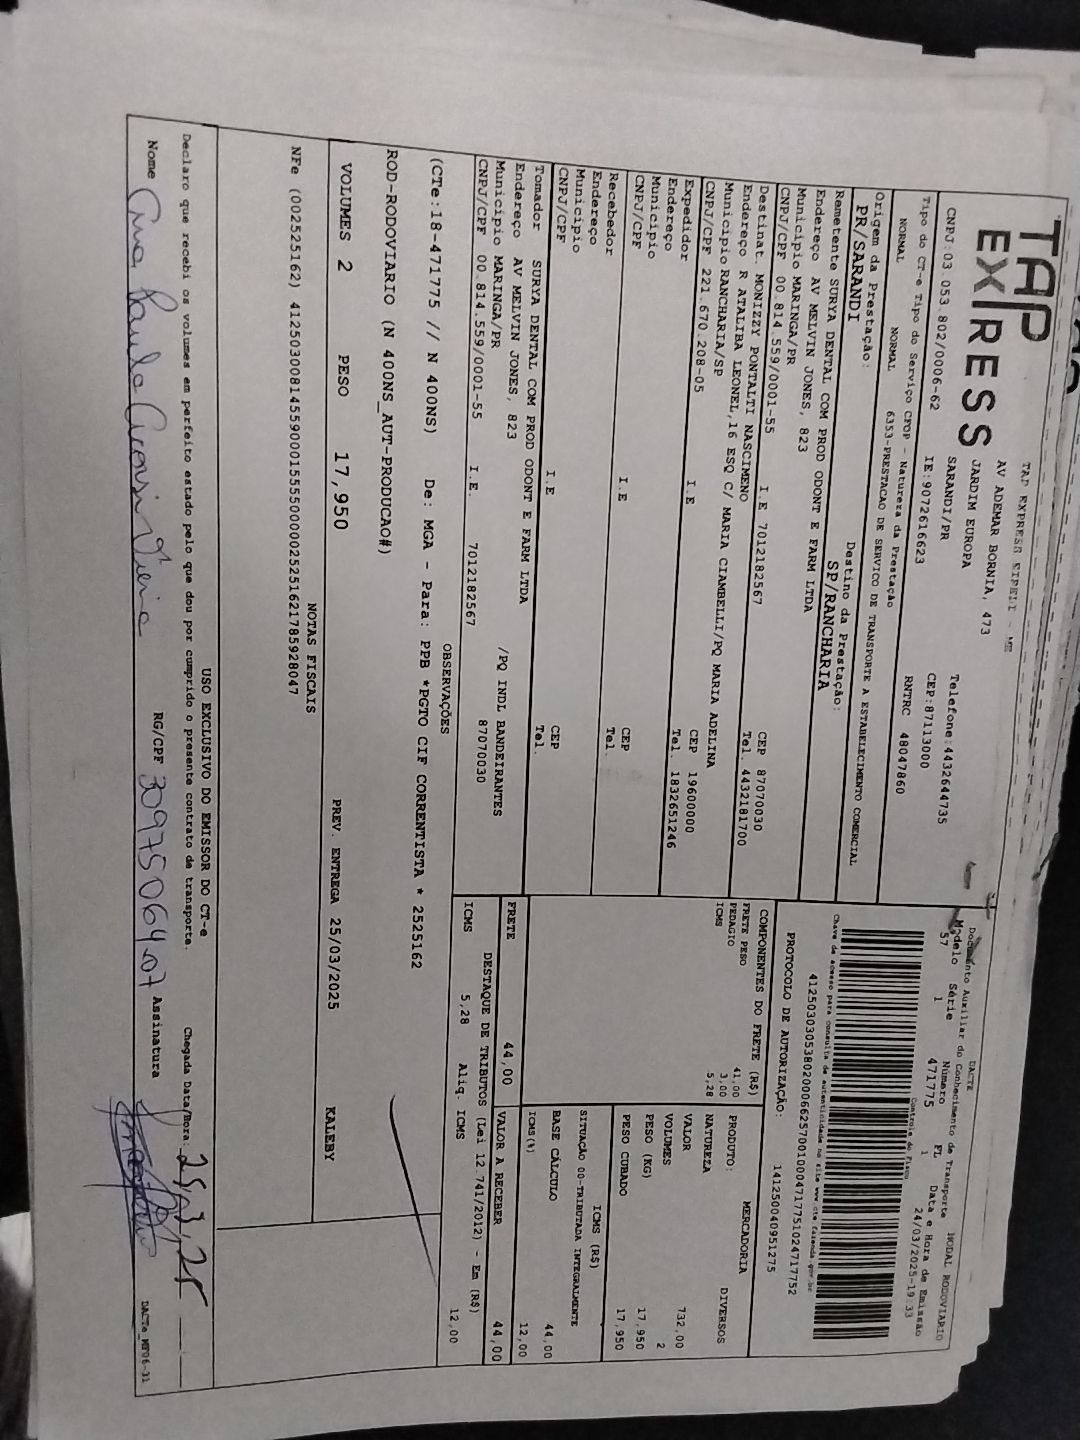 TAP
EXPRESS
AV ADEMAR BORNIA, 473
JARDIM EUROPA
SARANDI/PR
Telefone:4432644735
CEP:87113000
CNPJ:03.053.802/0006-62 IE:9072616623 RNTRC 48047860
Tipo do CT-e Tipo do Serviço CFOP - Natureza da Prestação
NORMAL NORMAL 6353-PRESTACAO DE SERVICO DE TRANSPORTE A ESTABELECIMENTO COMERCIAL
Origem da Prestação: Destino da Prestação:
PR/SARANDI SP/RANCHARIA
DACTE MODAL RODOVIARIO
Documento Auxiliar do Conhecimento de Transporte
Modelo Série Número FL Data e Hora de Emissão
57 1 471775 1 24/03/2025-19:33
Controle do Fisco
Chave de acesso para consulta de autenticidade no site www.cte.fazenda.gov.br
41250303053802000662570010004717751024717752
PROTOCOLO DE AUTORIZAÇÃO: 141250040951275
Remetente SURYA DENTAL COM PROD ODONT E FARM LTDA
Endereço AV MELVIN JONES, 823
Municipio MARINGA/PR CEP 87070030
CNPJ/CPF 00.814.559/0001-55 I.E 7012182567 Tel. 4432181700
Destinat. MONIZZY PONTALTI NASCIMENO
Endereço R ATALIBA LEONEL,16 ESQ C/ MARIA CIAMBELLI/PQ MARIA ADELINA
Municipio RANCHARIA/SP CEP 19600000
CNPJ/CPF 221.670.208-05 I.E Tel. 1832651246
Expedidor
Endereço
Municipio CEP
CNPJ/CPF I.E Tel.
Recebedor
Endereço
Municipio CEP
CNPJ/CPF I.E Tel.
Tomador SURYA DENTAL COM PROD ODONT E FARM LTDA
Endereço AV MELVIN JONES, 823 /PQ INDL BANDEIRANTES
Municipio MARINGA/PR 87070030
CNPJ/CPF 00.814.559/0001-55 I.E. 7012182567
COMPONENTES DO FRETE (R$)
FRETE PESO 41,00
PEDAGIO 3,00
ICMS 5,28
PRODUTO: MERCADORIA
NATUREZA DIVERSOS
VALOR 732,00
VOLUMES 2
PESO (KG) 17,950
PESO CUBADO 17,950
ICMS (R$)
SITUAÇÃO 00-TRIBUTADA INTEGRALMENTE
BASE CÁLCULO 44,00
ICMS(%) 12,00
FRETE 44,00 VALOR A RECEBER 44,00
DESTAQUE DE TRIBUTOS (Lei 12.741/2012) - Em (R$)
ICMS 5,28 Aliq. ICMS 12,00
OBSERVAÇÕES
(CTe:18-471775 // N 400NS) De: MGA - Para: PPB *PGTO CIF CORRENTISTA * 2525162
ROD-RODOVIARIO (N 400NS_AUT-PRODUCAO#)
VOLUMES 2 PESO 17,950 PREV. ENTREGA 25/03/2025 KALEBY
NOTAS FISCAIS
NFe (002525162) 41250300814559000155550000025251621785928047
USO EXCLUSIVO DO EMISSOR DO CT-e
Declaro que recebi os volumes em perfeito estado pelo que dou por cumprido o presente contrato de transporte. Chegada Data/Hora:
Nome Ana Paula RG/CPF 30975064-07 Assinatura
DACTe_MP06-31